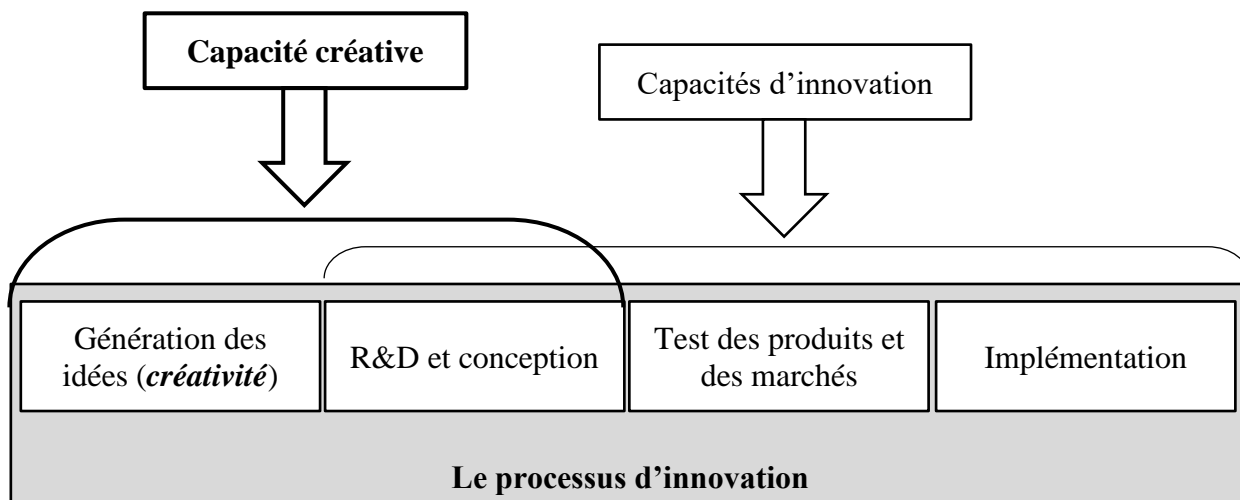 Capacité créative
Capacités d’innovation
Génération des
idées (créativité)
R&D et conception
Test des produits et
des marchés
Implémentation
Le processus d’innovation